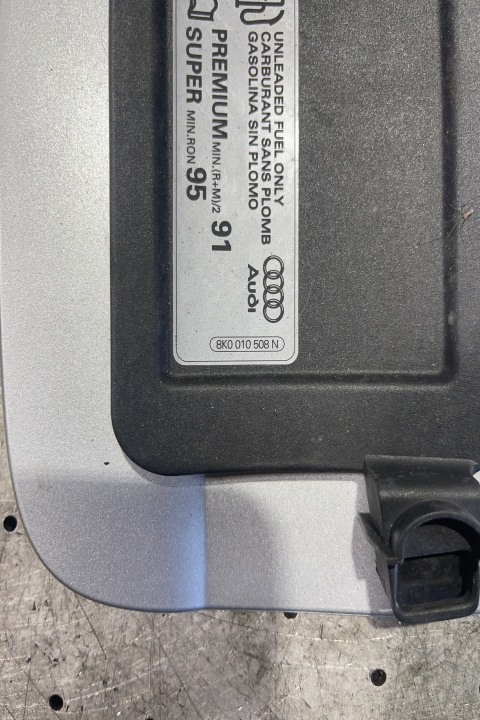 UNLEADED FUEL ONLY
CARBURANT SANS PLOMB
GASOLINA SIN PLOMO
PREMIUM MIN.(R+M)/2 91
SUPER MIN.RON 95
Audi
8K0 010 508 N